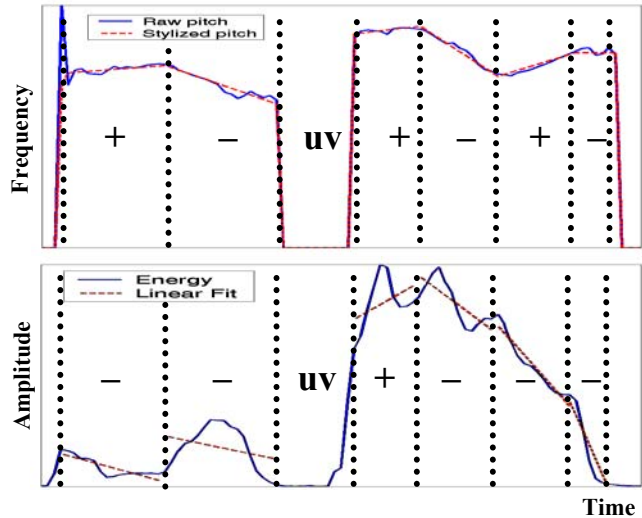 Raw pitch
Stylized pitch
Frequency
+ − uv + − + −
Energy
Linear Fit
Amplitude
− − uv + − − −
Time